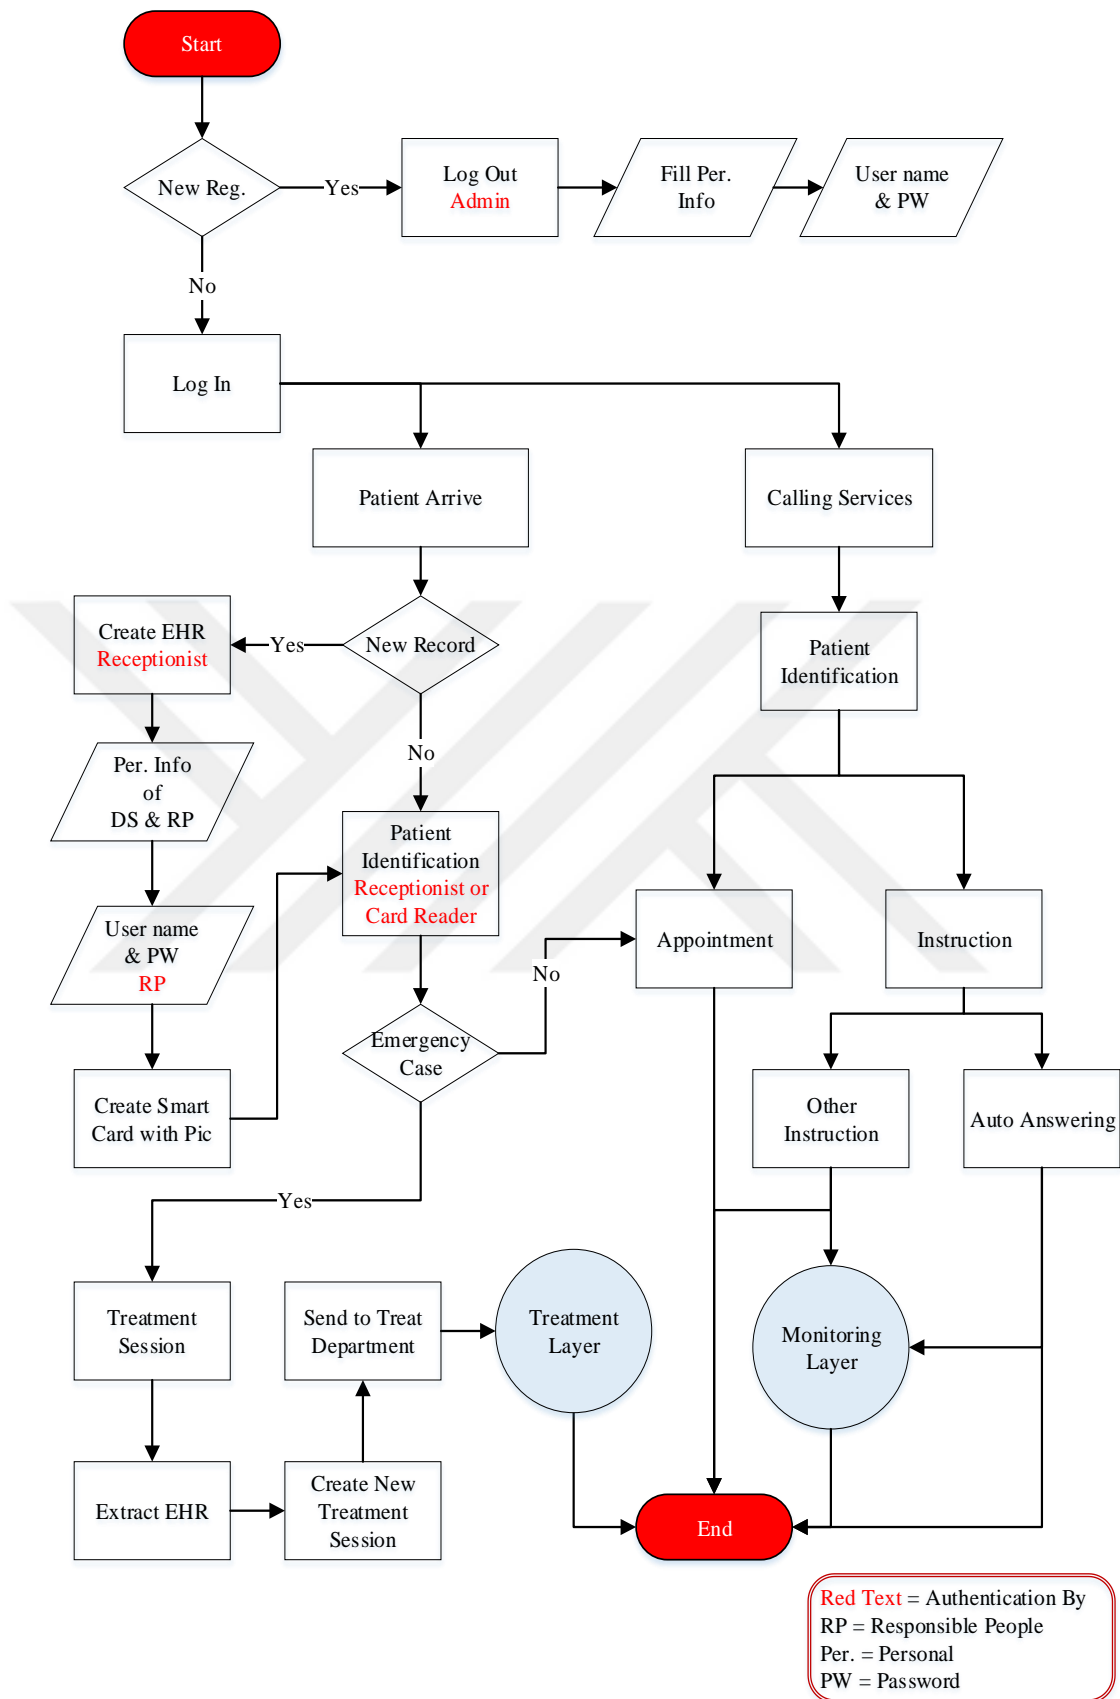 Start
New Reg.
Yes
Log Out
Admin
Fill Per.
Info
User name
& PW
No
Log In
Patient Arrive
Calling Services
Create EHR
Receptionist
Yes
New Record
Patient
Identification
Per. Info
of
DS & RP
No
Patient
Identification
Receptionist or
Card Reader
User name
& PW
RP
Appointment
Instruction
No
Emergency
Case
Create Smart
Card with Pic
Other
Instruction
Auto Answering
Yes
Treatment
Session
Send to Treat
Department
Treatment
Layer
Monitoring
Layer
Extract EHR
Create New
Treatment
Session
End
Red Text = Authentication By
RP = Responsible People
Per. = Personal
PW = Password